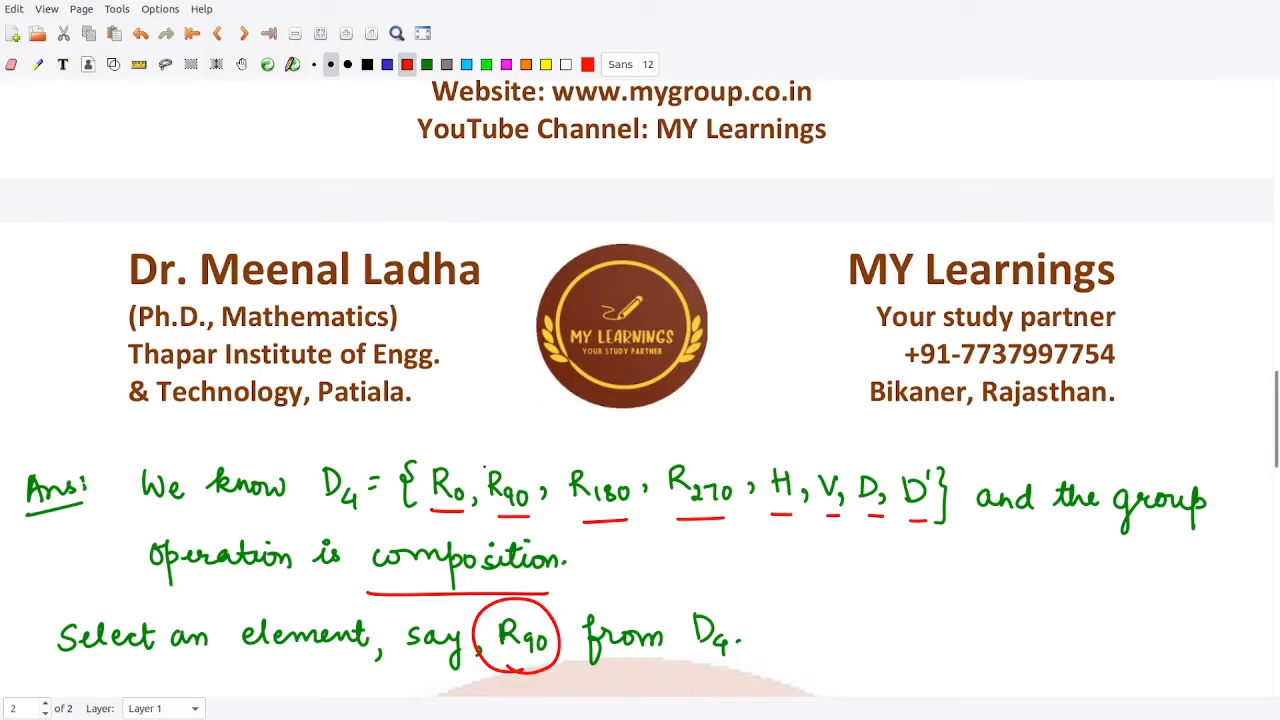 Edit View Page Tools Options Help
Sans 12
Website: www.mygroup.co.in
YouTube Channel: MY Learnings
Dr. Meenal Ladha
(Ph.D., Mathematics)
Thapar Institute of Engg.
& Technology, Patiala.
MY LEARNINGS
YOUR STUDY PARTNER
MY Learnings
Your study partner
+91-7737997754
Bikaner, Rajasthan.
Ans: We know D₄ = {R₀, R₉₀, R₁₈₀, R₂₇₀, H, V, D, D'} and the group
operation is composition.
Select an element, say, R₉₀ from D₄.
2 of 2 Layer: Layer 1